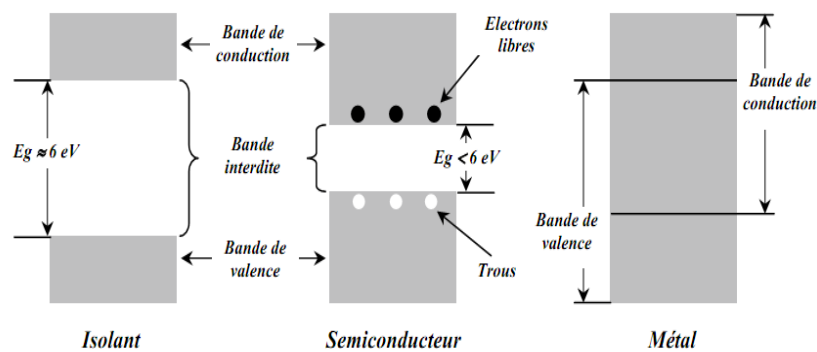 Bande de
conduction
Electrons
libres
Bande de
conduction
Eg ≈ 6 eV
Bande
interdite
Eg < 6 eV
Bande de
valence
Trous
Bande de
valence
Isolant
Semiconducteur
Métal